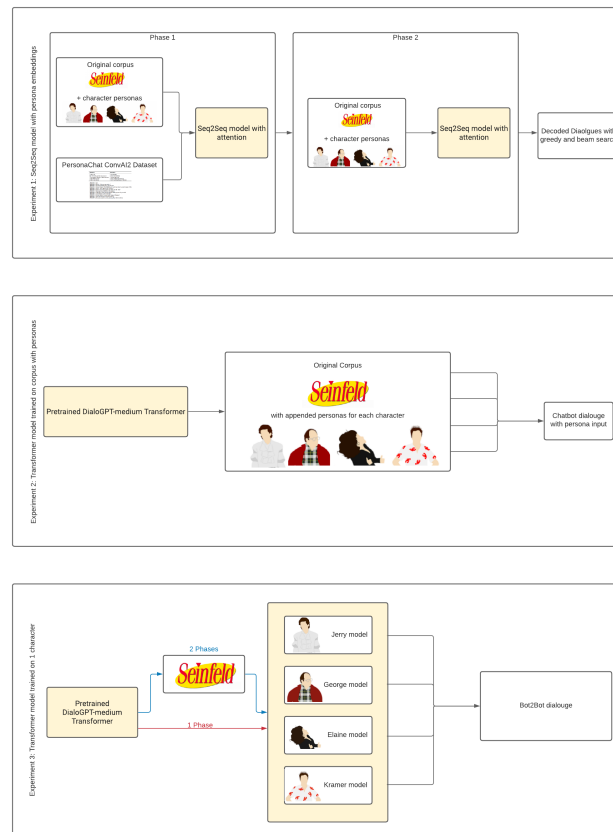 Experiment 1: Seq2Seq model with persona embeddings
Phase 1
Original corpus
Seinfeld
+ character personas
PersonaChat ConvAI2 Dataset
Seq2Seq model with
attention
Phase 2
Original corpus
Seinfeld
+ character personas
Seq2Seq model with
attention
Decoded Diaolgues with
greedy and beam search
Experiment 2: Transformer model trained on corpus with personas
Pretrained DialoGPT-medium Transformer
Original Corpus
Seinfeld
with appended personas for each character
Chatbot dialouge
with persona input
Experiment 3: Transformer model trained on 1 character
Pretrained
DialoGPT-medium
Transformer
2 Phases
Seinfeld
1 Phase
Jerry model
George model
Elaine model
Kramer model
Bot2Bot dialouge